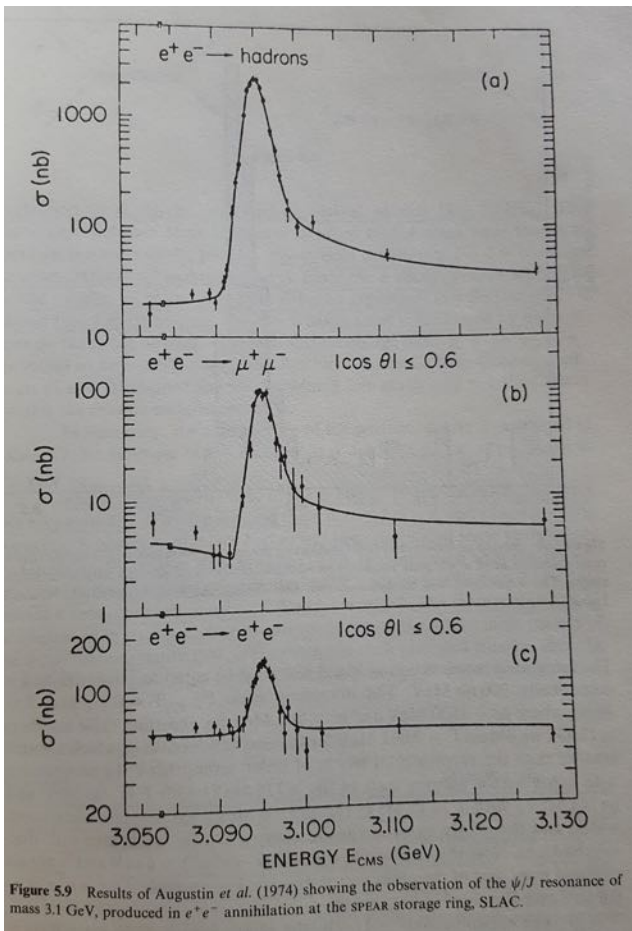 e⁺ e⁻ → hadrons
(a)
1000
100
10
σ (nb)
e⁺ e⁻ → μ⁺ μ⁻ |cos θ| ≤ 0.6
(b)
100
10
1
σ (nb)
e⁺ e⁻ → e⁺ e⁻ |cos θ| ≤ 0.6
(c)
200
100
20
σ (nb)
3.050 3.090 3.100 3.110 3.120 3.130
ENERGY E_CMS (GeV)
Figure 5.9 Results of Augustin et al. (1974) showing the observation of the ψ/J resonance of
mass 3.1 GeV, produced in e⁺e⁻ annihilation at the SPEAR storage ring, SLAC.